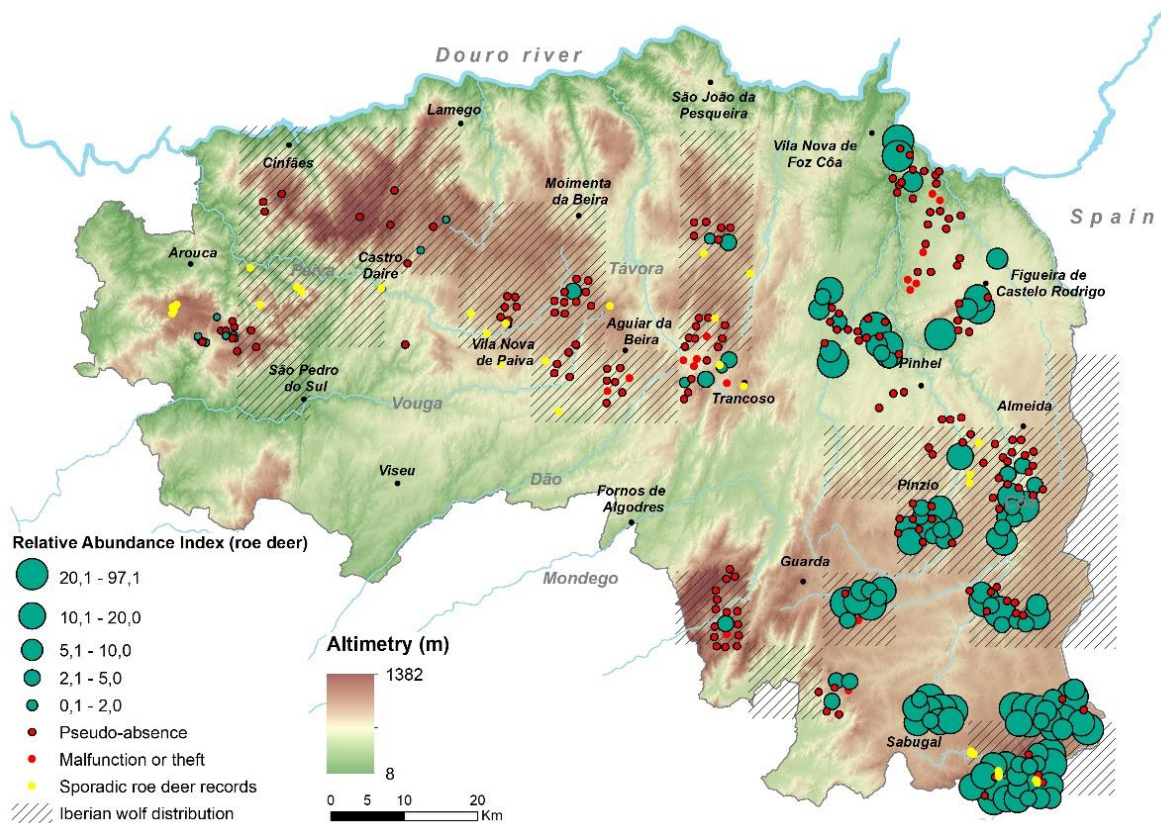 Douro river
Lamego
São João da
Pesqueira
Vila Nova de
Foz Côa
Cinfães
Moimenta
da Beira
Spain
Arouca
Castro
Daire
Paiva
Távora
Figueira de
Castelo Rodrigo
Aguiar da
Beira
Vila Nova
de Paiva
São Pedro
do Sul
Pinhel
Trancoso
Vouga
Almeida
Viseu
Dão
Fornos de
Algodres
Pínzio
Côa
Guarda
Mondego
Sabugal
Relative Abundance Index (roe deer)
20,1 - 97,1
10,1 - 20,0
5,1 - 10,0
2,1 - 5,0
0,1 - 2,0
Pseudo-absence
Malfunction or theft
Sporadic roe deer records
Iberian wolf distribution
Altimetry (m)
1382
8
0 5 10 20
Km